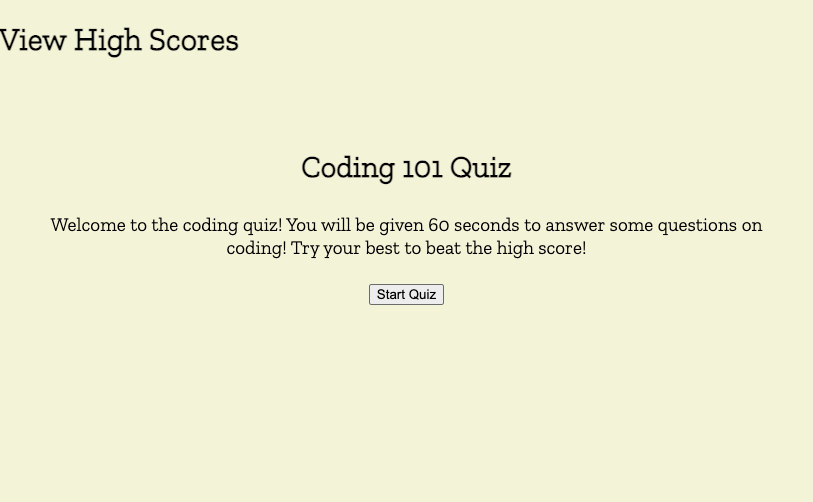 View High Scores
Coding 101 Quiz
Welcome to the coding quiz! You will be given 60 seconds to answer some questions on
coding! Try your best to beat the high score!
Start Quiz